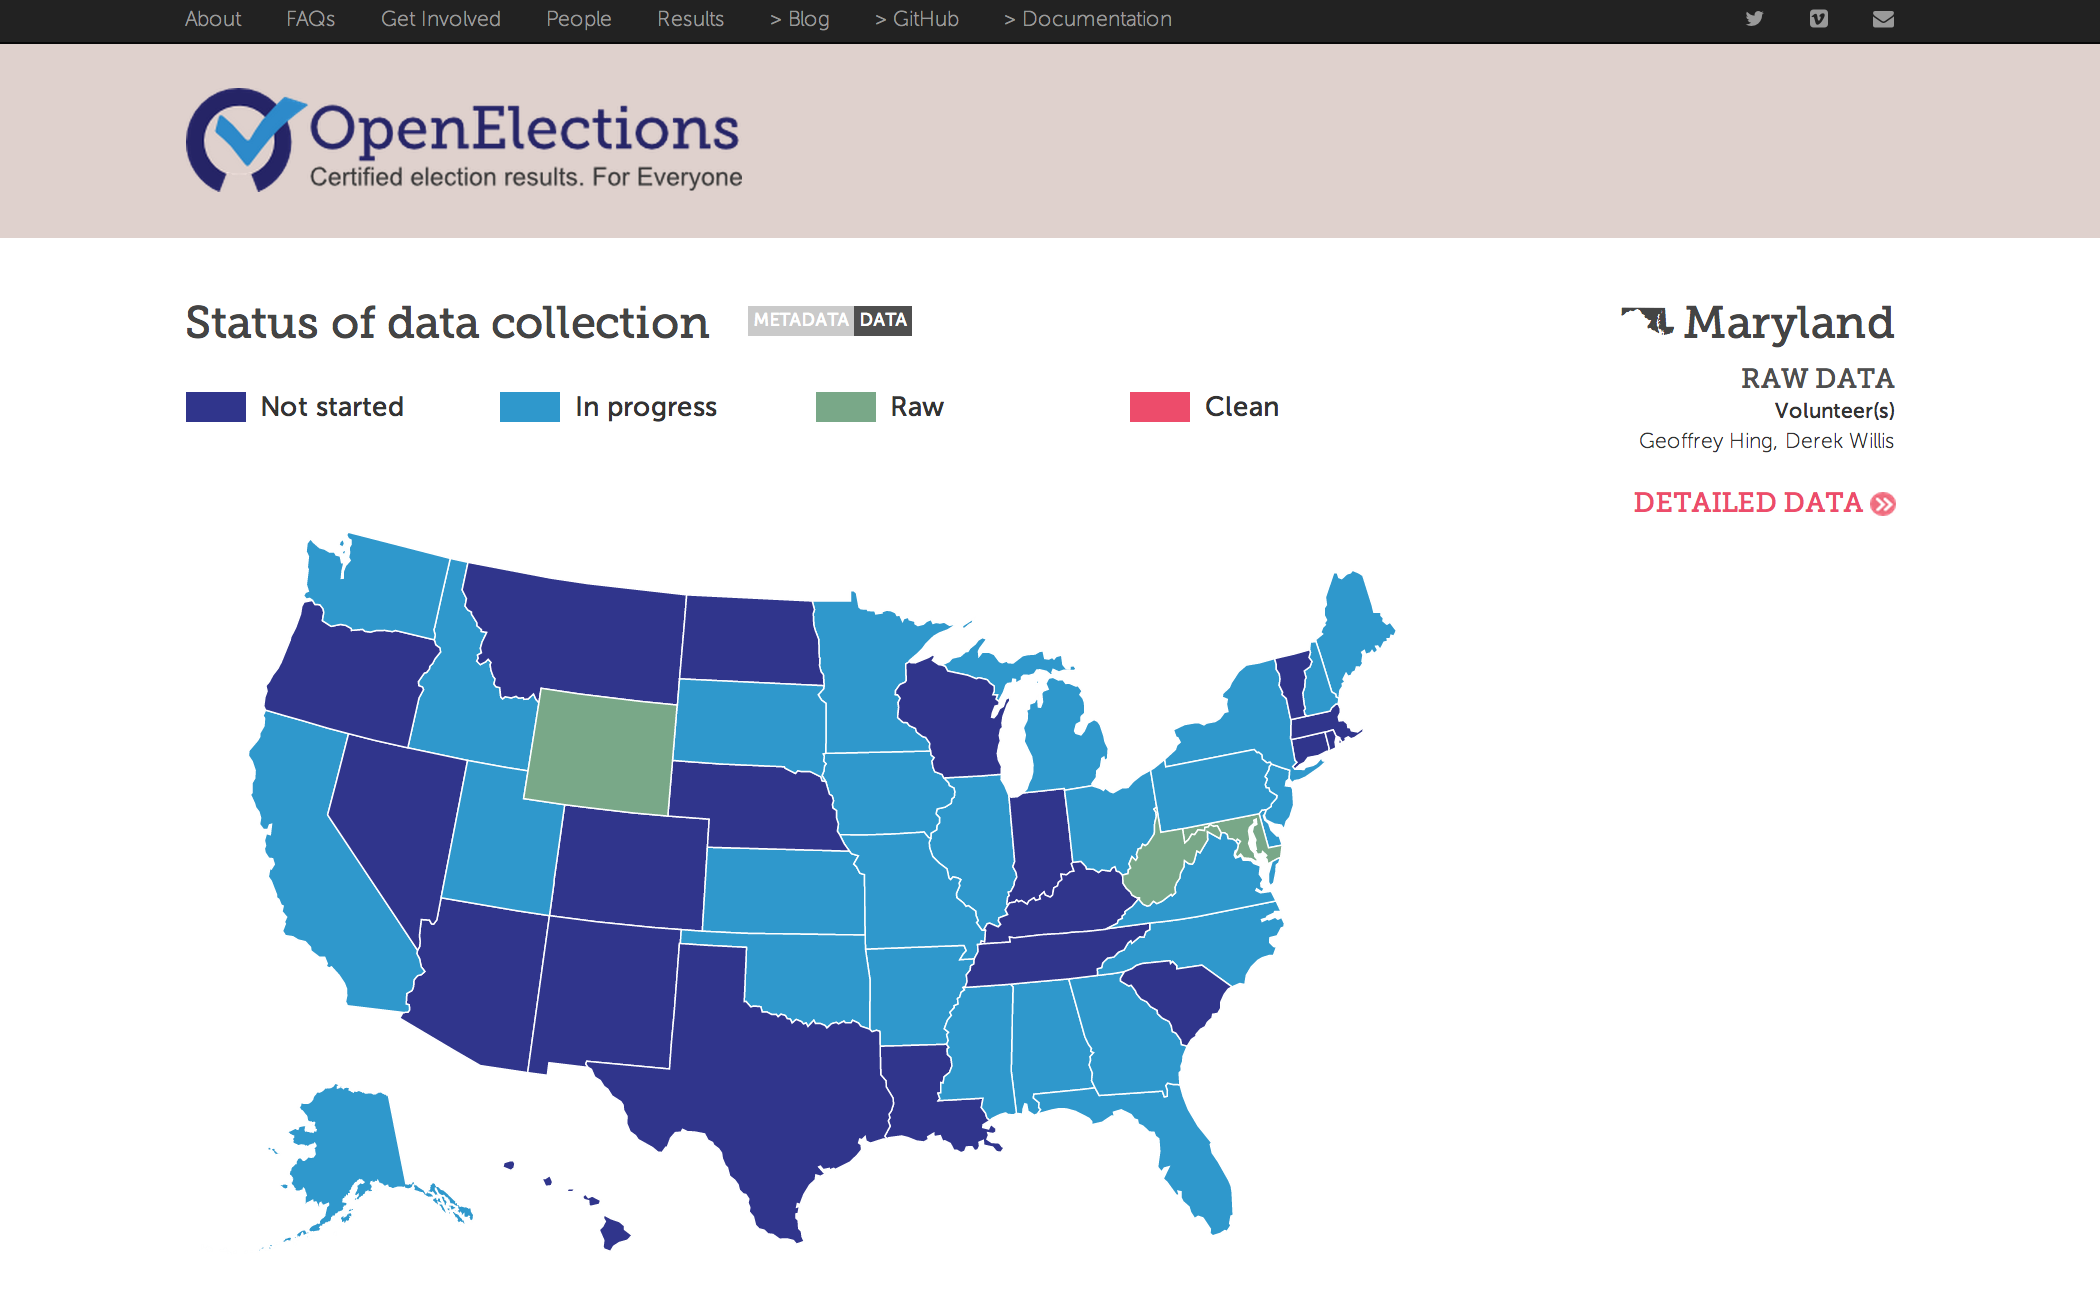 About FAQs Get Involved People Results > Blog > GitHub > Documentation
OpenElections
Certified election results. For Everyone
Status of data collection METADATA DATA
Not started In progress Raw Clean
Maryland
RAW DATA
Volunteer(s)
Geoffrey Hing, Derek Willis
DETAILED DATA